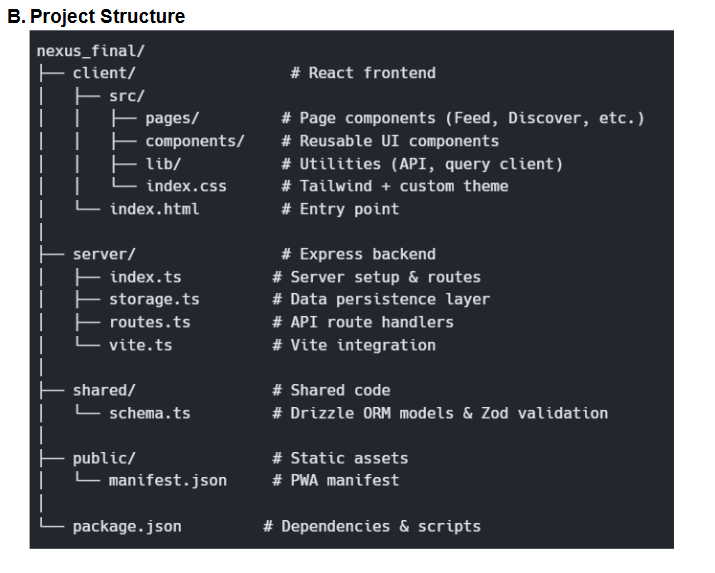 B. Project Structure
nexus_final/
├── client/                 # React frontend
│   ├── src/
│   │   ├── pages/         # Page components (Feed, Discover, etc.)
│   │   ├── components/    # Reusable UI components
│   │   ├── lib/           # Utilities (API, query client)
│   │   └── index.css      # Tailwind + custom theme
│   └── index.html         # Entry point
│
├── server/                # Express backend
│   ├── index.ts          # Server setup & routes
│   ├── storage.ts        # Data persistence layer
│   ├── routes.ts         # API route handlers
│   └── vite.ts           # Vite integration
│
├── shared/               # Shared code
│   └── schema.ts         # Drizzle ORM models & Zod validation
│
├── public/               # Static assets
│   └── manifest.json     # PWA manifest
│
└── package.json         # Dependencies & scripts